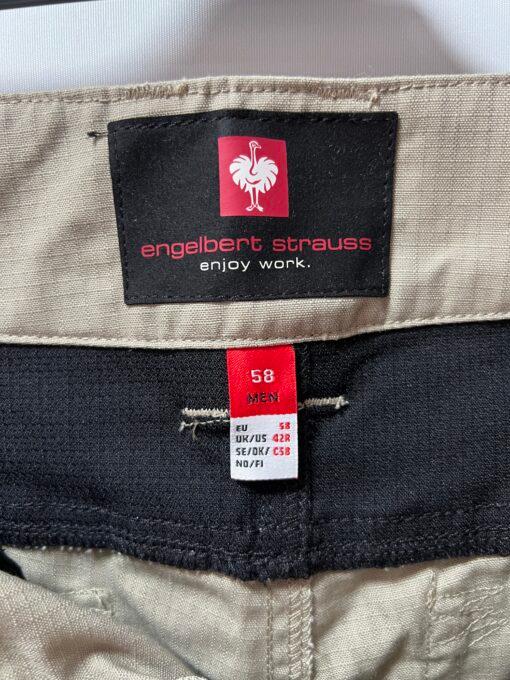 engelbert strauss
enjoy work.
58
MEN
EU 58
UK/US 42R
SE/DK/ C58
NO/FI